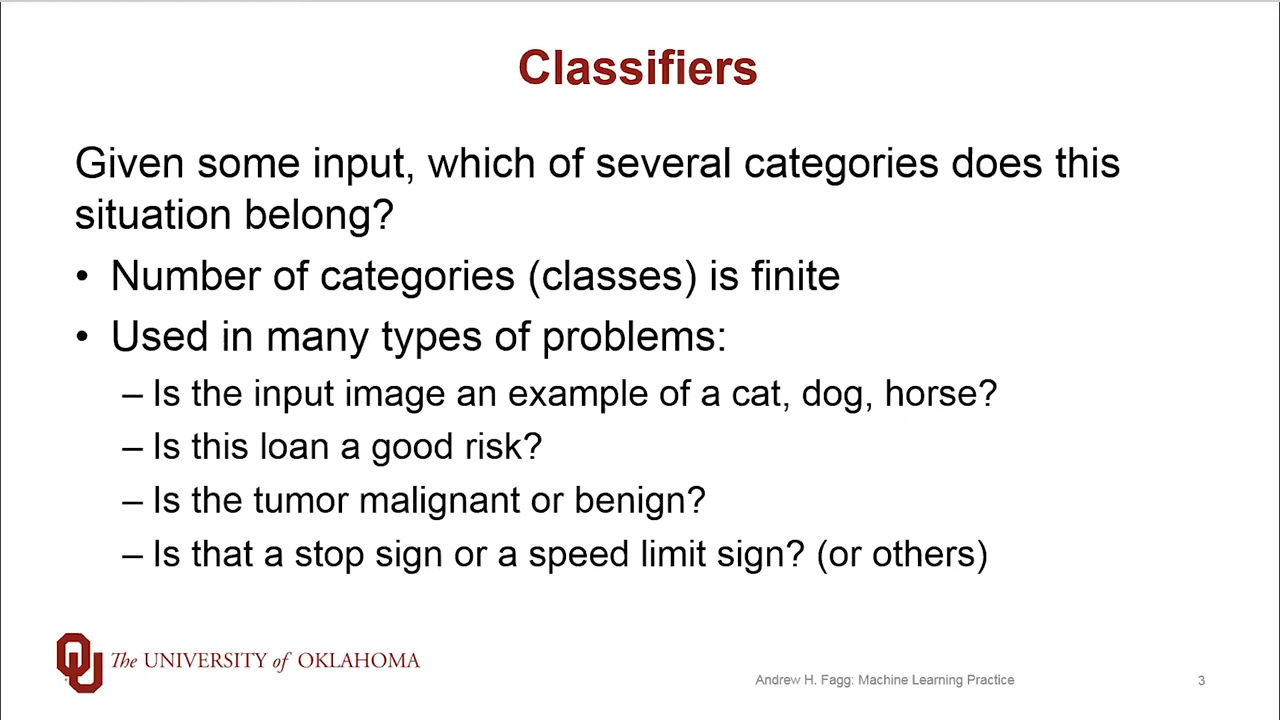 Classifiers
Given some input, which of several categories does this
situation belong?
• Number of categories (classes) is finite
• Used in many types of problems:
– Is the input image an example of a cat, dog, horse?
– Is this loan a good risk?
– Is the tumor malignant or benign?
– Is that a stop sign or a speed limit sign? (or others)
OU The UNIVERSITY of OKLAHOMA
Andrew H. Fagg: Machine Learning Practice
3